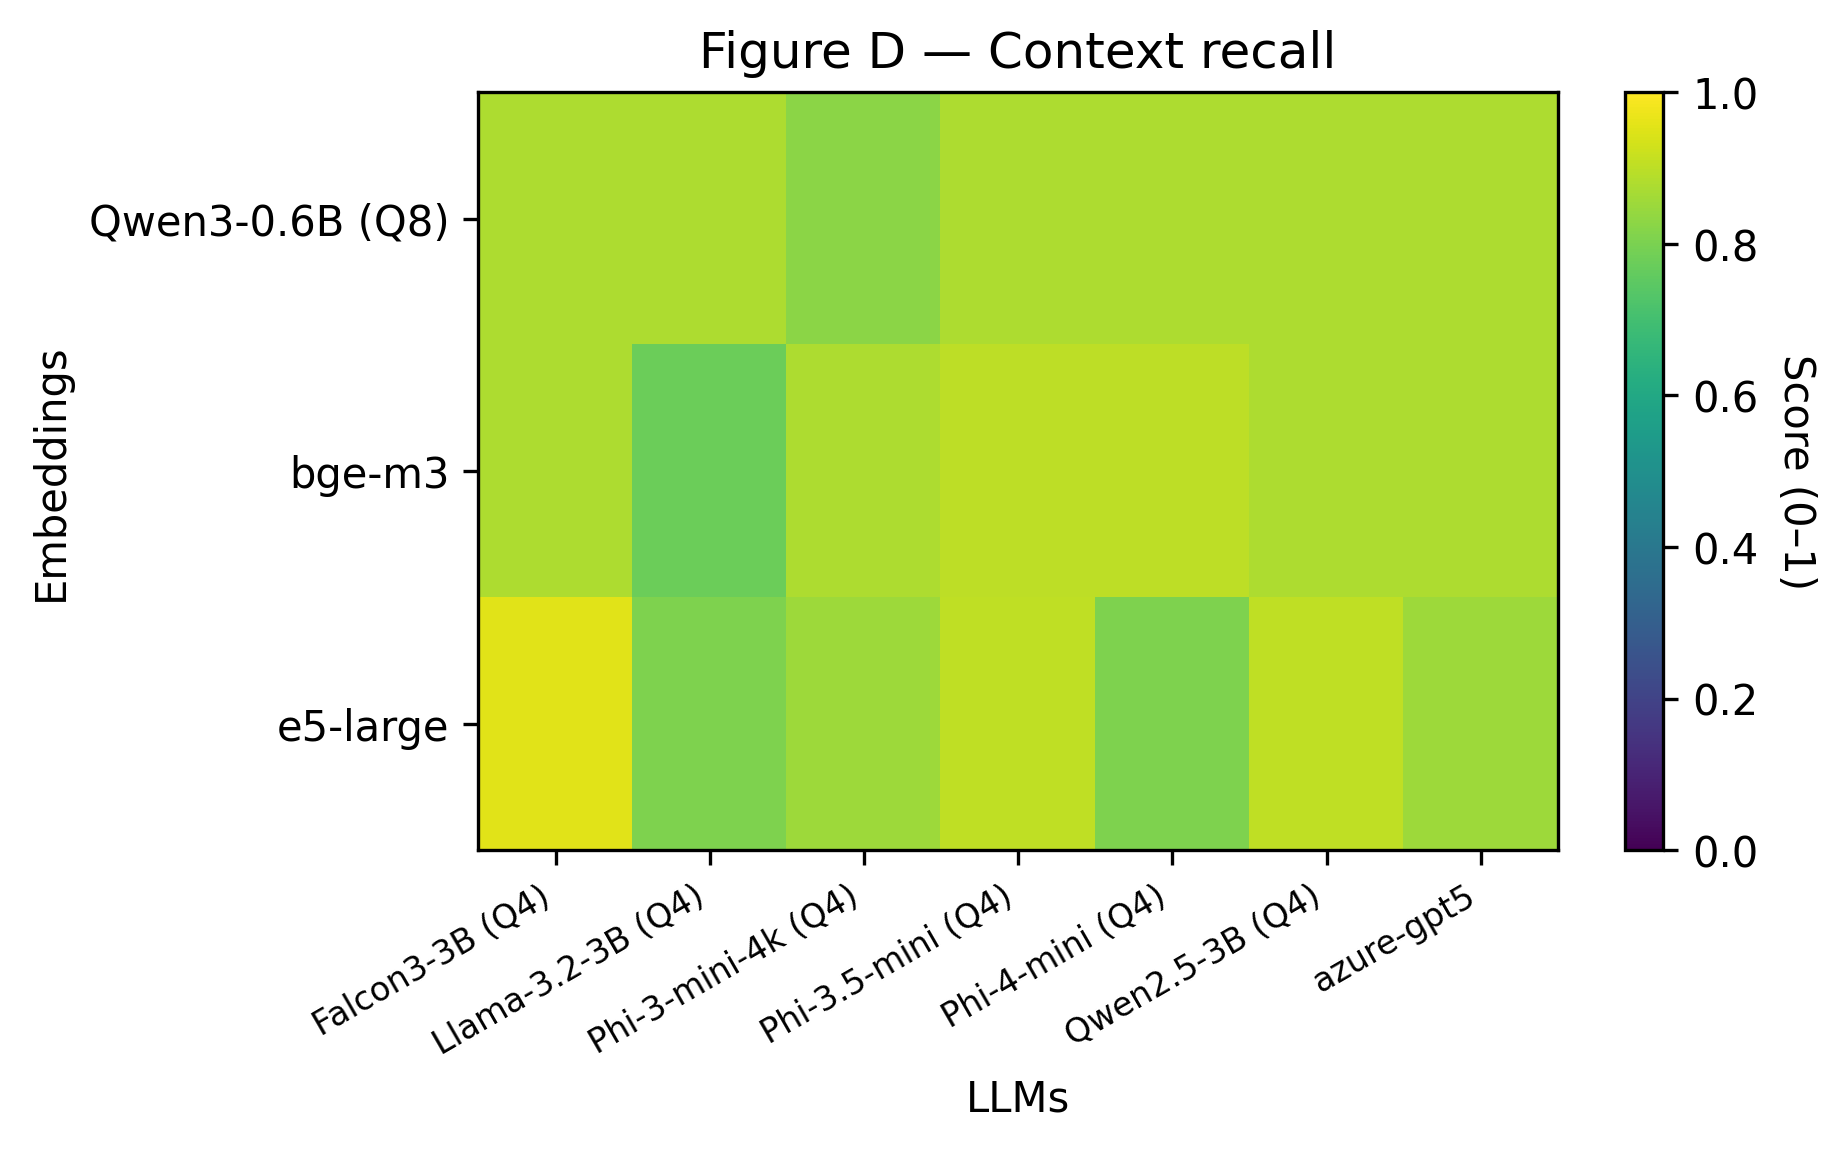 Figure D — Context recall
Embeddings
Qwen3-0.6B (Q8)
bge-m3
e5-large
Falcon3-3B (Q4)
Llama-3.2-3B (Q4)
Phi-3-mini-4k (Q4)
Phi-3.5-mini (Q4)
Phi-4-mini (Q4)
Qwen2.5-3B (Q4)
azure-gpt5
LLMs
1.0
0.8
0.6
0.4
0.2
0.0
Score (0–1)